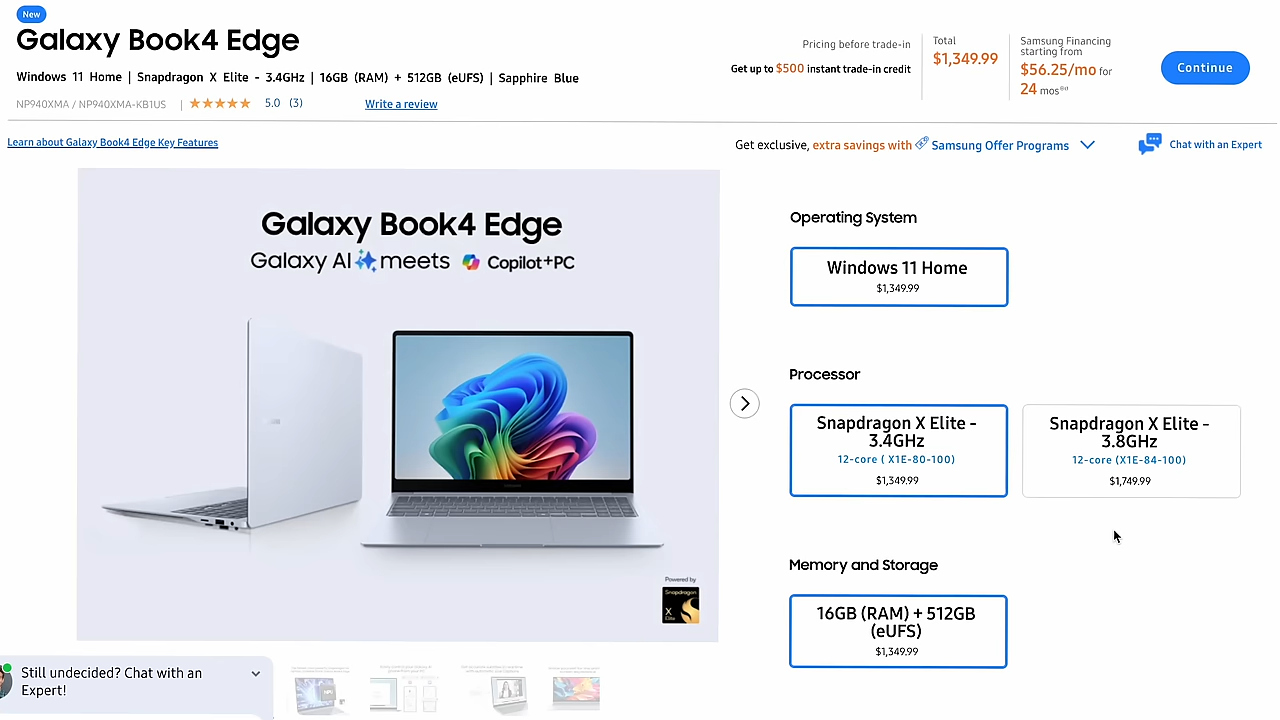 New
Galaxy Book4 Edge
Windows 11 Home | Snapdragon X Elite - 3.4GHz | 16GB (RAM) + 512GB (eUFS) | Sapphire Blue
NP940XMA / NP940XMA-KB1US | ★★★★★ 5.0 (3) Write a review
Pricing before trade-in
Get up to $500 instant trade-in credit
Total
$1,349.99
Samsung Financing
starting from
$56.25/mo for
24 mos
Continue
Learn about Galaxy Book4 Edge Key Features
Get exclusive, extra savings with Samsung Offer Programs
Chat with an Expert
Galaxy Book4 Edge
Galaxy AI meets Copilot+PC
Powered by
Snapdragon
X
Elite
Operating System
Windows 11 Home
$1,349.99
Processor
Snapdragon X Elite -
3.4GHz
12-core ( X1E-80-100)
$1,349.99
Snapdragon X Elite -
3.8GHz
12-core (X1E-84-100)
$1,749.99
Memory and Storage
16GB (RAM) + 512GB
(eUFS)
$1,349.99
Still undecided? Chat with an
Expert!